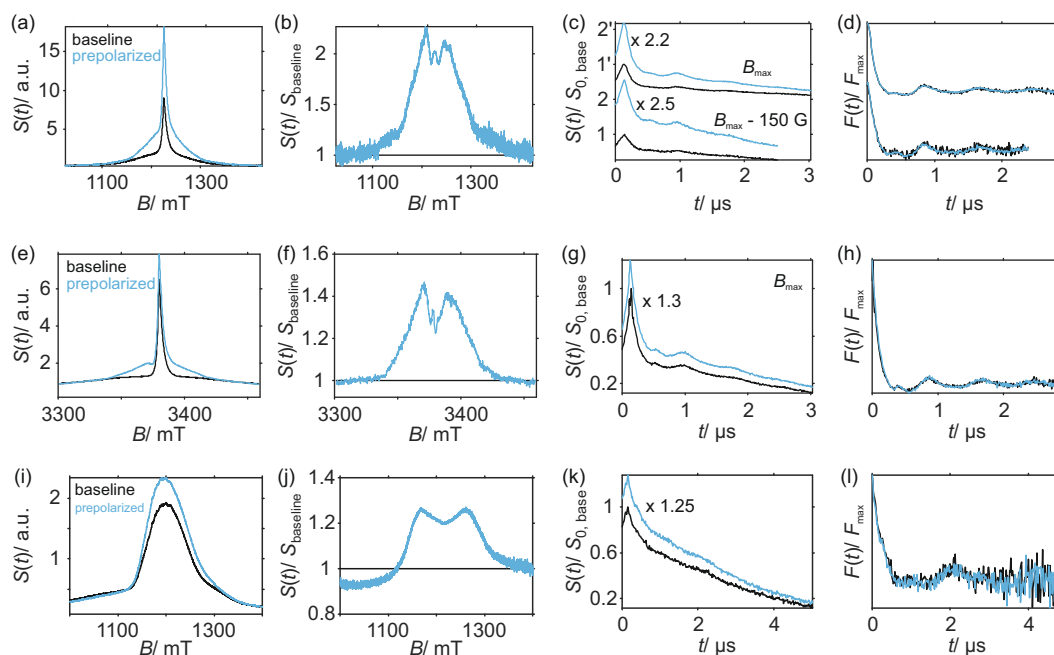 (a)
baseline
prepolarized
15
10
5
S(t)/ a.u.
1100 1300
B/ mT
(b)
2
1.5
1
S(t)/ S_baseline
1100 1300
B/ mT
(c)
2'
1'
2
1
S(t)/ S_0, base
x 2.2
B_max
x 2.5
B_max - 150 G
0 1 2 3
t/ µs
(d)
F(t)/ F_max
0 1 2
t/ µs
(e)
baseline
prepolarized
6
4
2
S(t)/ a.u.
3300 3400
B/ mT
(f)
1.6
1.4
1.2
1
S(t)/ S_baseline
3300 3400
B/ mT
(g)
1
0.6
0.2
S(t)/ S_0, base
x 1.3
B_max
0 1 2 3
t/ µs
(h)
F(t)/ F_max
0 1 2
t/ µs
(i)
baseline
prepolarized
2
1
S(t)/ a.u.
1100 1300
B/ mT
(j)
1.4
1.2
1
0.8
S(t)/ S_baseline
1100 1300
B/ mT
(k)
1
0.6
0.2
S(t)/ S_0, base
x 1.25
0 2 4
t/ µs
(l)
F(t)/ F_max
0 2 4
t/ µs